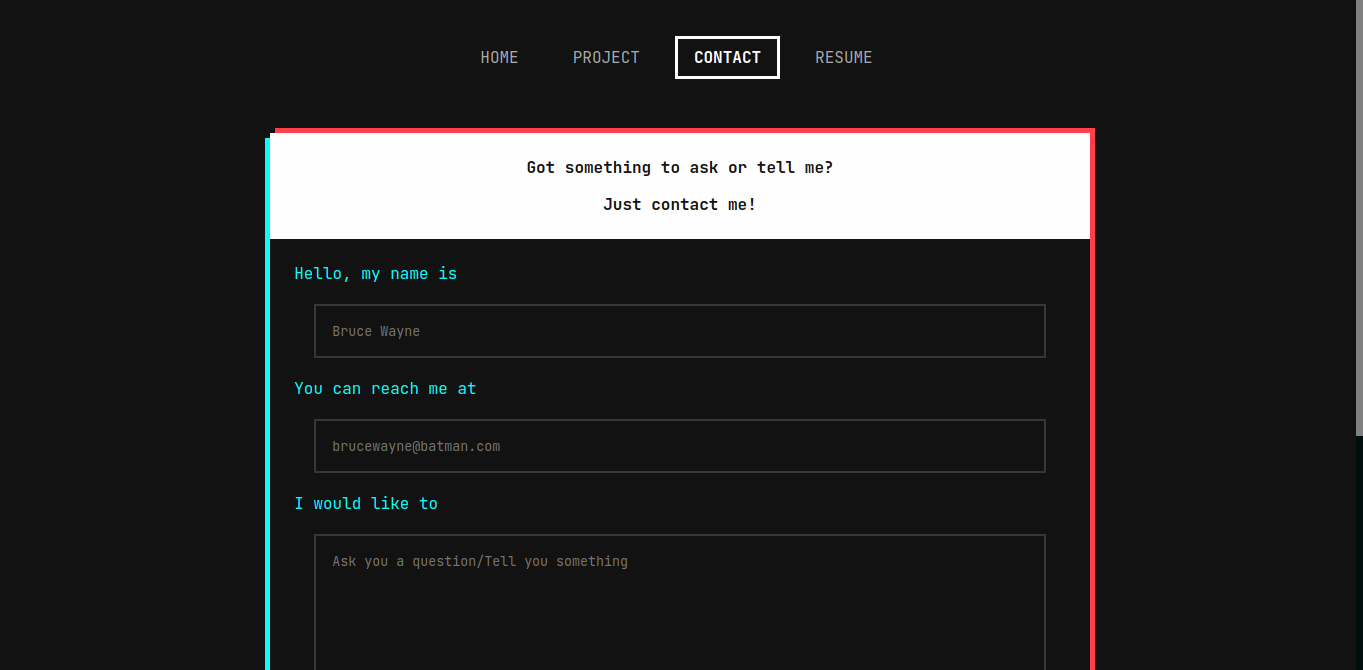 HOME PROJECT CONTACT RESUME
Got something to ask or tell me?
Just contact me!
Hello, my name is
Bruce Wayne
You can reach me at
brucewayne@batman.com
I would like to
Ask you a question/Tell you something